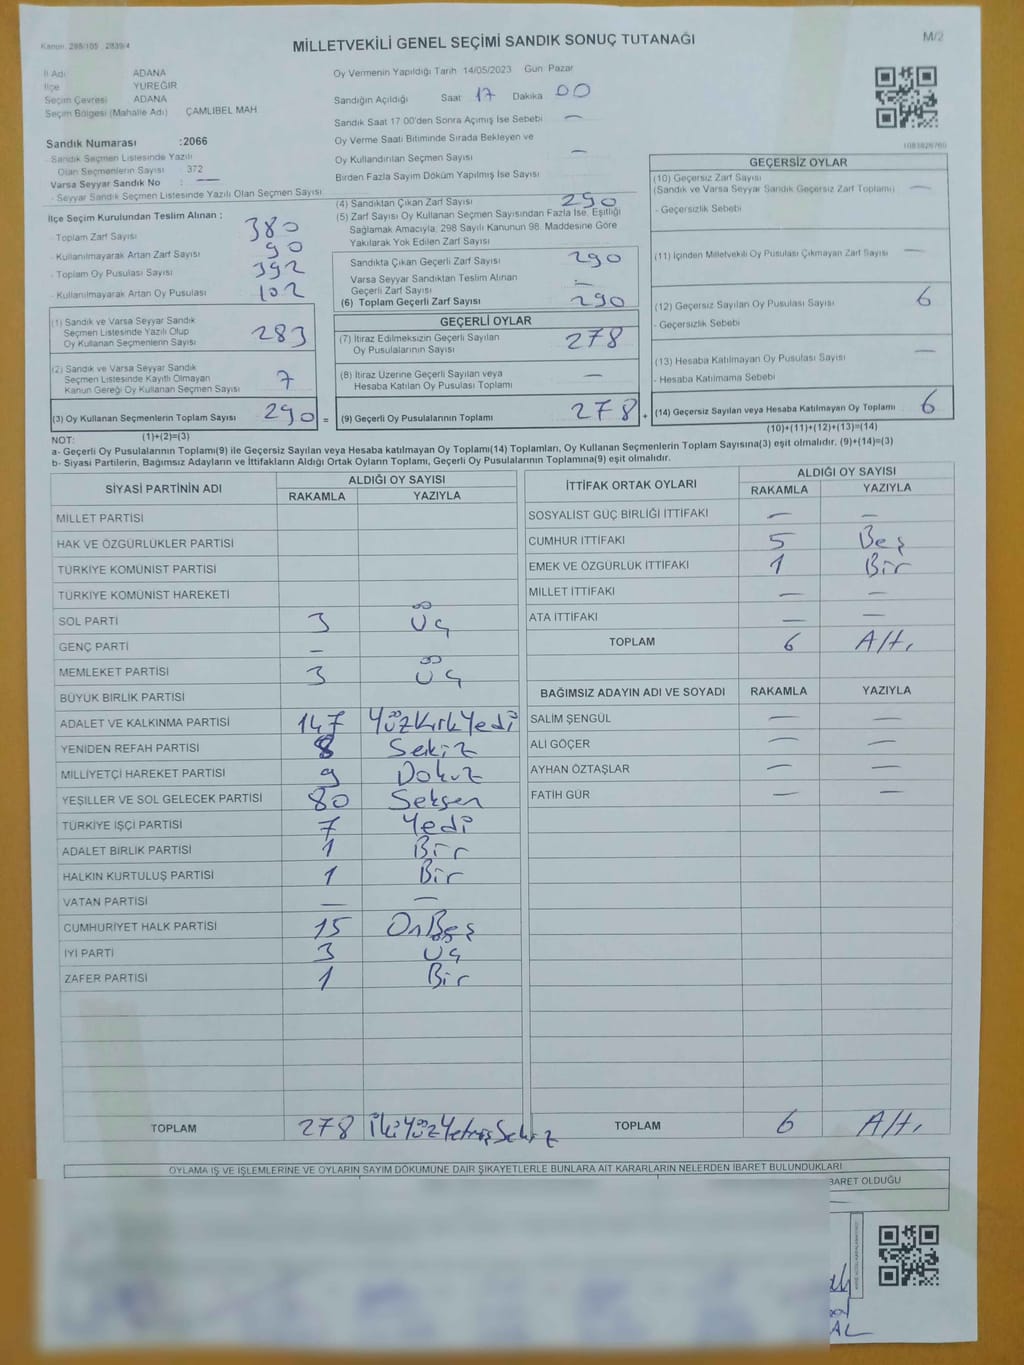 Kanun: 298/105 , 2839/4
MİLLETVEKİLİ GENEL SEÇİMİ SANDIK SONUÇ TUTANAĞI
M/2
İl Adı ADANA
İlçe YÜREĞİR
Seçim Çevresi ADANA
Seçim Bölgesi (Mahalle Adı) ÇAMLIBEL MAH
Sandık Numarası :2066
- Sandık Seçmen Listesinde Yazılı
Olan Seçmenlerin Sayısı 372
Varsa Seyyar Sandık No : —
- Seyyar Sandık Seçmen Listesinde Yazılı Olan Seçmen Sayısı
İlçe Seçim Kurulundan Teslim Alınan :
- Toplam Zarf Sayısı 380
- Kullanılmayarak Artan Zarf Sayısı 90
- Toplam Oy Pusulası Sayısı 392
- Kullanılmayarak Artan Oy Pusulası 102
(1) Sandık ve Varsa Seyyar Sandık
Seçmen Listesinde Yazılı Olup
Oy Kullanan Seçmenlerin Sayısı 283
(2) Sandık ve Varsa Seyyar Sandık
Seçmen Listesinde Kayıtlı Olmayan
Kanun Gereği Oy Kullanan Seçmen Sayısı 7
(3) Oy Kullanan Seçmenlerin Toplam Sayısı 290 =
(1)+(2)=(3)
Oy Vermenin Yapıldığı Tarih 14/05/2023 Gün Pazar
Sandığın Açıldığı Saat 17 Dakika 00
Sandık Saat 17 00'den Sonra Açımış İse Sebebi —
Oy Verme Saati Bitiminde Sırada Bekleyen ve
Oy Kullandırılan Seçmen Sayısı —
Birden Fazla Sayım Döküm Yapılmış İse Sayısı
(4) Sandıktan Çıkan Zarf Sayısı 290
(5) Zarf Sayısı Oy Kullanan Seçmen Sayısından Fazla İse, Eşitliği
Sağlamak Amacıyla, 298 Sayılı Kanunun 98. Maddesine Göre
Yakılarak Yok Edilen Zarf Sayısı
Sandıkta Çıkan Geçerli Zarf Sayısı 290
Varsa Seyyar Sandıktan Teslim Alınan
Geçerli Zarf Sayısı —
(6) Toplam Geçerli Zarf Sayısı 290
GEÇERLİ OYLAR
(7) İtiraz Edilmeksizin Geçerli Sayılan
Oy Pusulalarının Sayısı 278
(8) İtiraz Üzerine Geçerli Sayılan veya
Hesaba Katılan Oy Pusulası Toplamı —
(9) Geçerli Oy Pusulalarının Toplamı 278 +
1081826760
GEÇERSİZ OYLAR
(10) Geçersiz Zarf Sayısı
(Sandık ve Varsa Seyyar Sandık Geçersiz Zarf Toplamı) —
- Geçersizlik Sebebi
(11) İçinden Milletvekili Oy Pusulası Çıkmayan Zarf Sayısı —
(12) Geçersiz Sayılan Oy Pusulası Sayısı 6
- Geçersizlik Sebebi
(13) Hesaba Katılmayan Oy Pusulası Sayısı —
- Hesaba Katılmama Sebebi
(14) Geçersiz Sayılan veya Hesaba Katılmayan Oy Toplamı 6
(10)+(11)+(12)+(13)=(14)
NOT:
a- Geçerli Oy Pusulalarının Toplamı(9) ile Geçersiz Sayılan veya Hesaba katılmayan Oy Toplamı(14) Toplamları, Oy Kullanan Seçmenlerin Toplam Sayısına(3) eşit olmalıdır. (9)+(14)=(3)
b- Siyasi Partilerin, Bağımsız Adayların ve İttifakların Aldığı Ortak Oyların Toplamı, Geçerli Oy Pusulalarının Toplamına(9) eşit olmalıdır.
SİYASİ PARTİNİN ADI ALDIĞI OY SAYISI
RAKAMLA YAZIYLA
MİLLET PARTİSİ
HAK VE ÖZGÜRLÜKLER PARTİSİ
TÜRKİYE KOMÜNİST PARTİSİ
TÜRKİYE KOMÜNİST HAREKETİ
SOL PARTİ 3 Üç
GENÇ PARTİ –
MEMLEKET PARTİSİ 3 Üç
BÜYÜK BİRLİK PARTİSİ
ADALET VE KALKINMA PARTİSİ 147 YüzKırkYedi
YENİDEN REFAH PARTİSİ 8 Sekiz
MİLLİYETÇİ HAREKET PARTİSİ 9 Dokuz
YEŞİLLER VE SOL GELECEK PARTİSİ 80 Seksen
TÜRKİYE İŞÇİ PARTİSİ 7 Yedi
ADALET BİRLİK PARTİSİ 1 Bir
HALKIN KURTULUŞ PARTİSİ 1 Bir
VATAN PARTİSİ — —
CUMHURİYET HALK PARTİSİ 15 OnBeş
İYİ PARTİ 3 Üç
ZAFER PARTİSİ 1 Bir
TOPLAM 278 İkiYüzYetmişSekiz
İTTİFAK ORTAK OYLARI ALDIĞI OY SAYISI
RAKAMLA YAZIYLA
SOSYALİST GÜÇ BİRLİĞİ İTTİFAKI — —
CUMHUR İTTİFAKI 5 Beş
EMEK VE ÖZGÜRLÜK İTTİFAKI 1 Bir
MİLLET İTTİFAKI — —
ATA İTTİFAKI — —
TOPLAM 6 Altı
BAĞIMSIZ ADAYIN ADI VE SOYADI RAKAMLA YAZIYLA
SALİM ŞENGÜL — —
ALİ GÖÇER — —
AYHAN ÖZTAŞLAR — —
FATİH GÜR — —
TOPLAM 6 Altı
OYLAMA İŞ VE İŞLEMLERİNE VE OYLARIN SAYIM DÖKÜMÜNE DAİR ŞİKAYETLERLE BUNLARA AİT KARARLARIN NELERDEN İBARET BULUNDUKLARI
BARET OLDUĞU